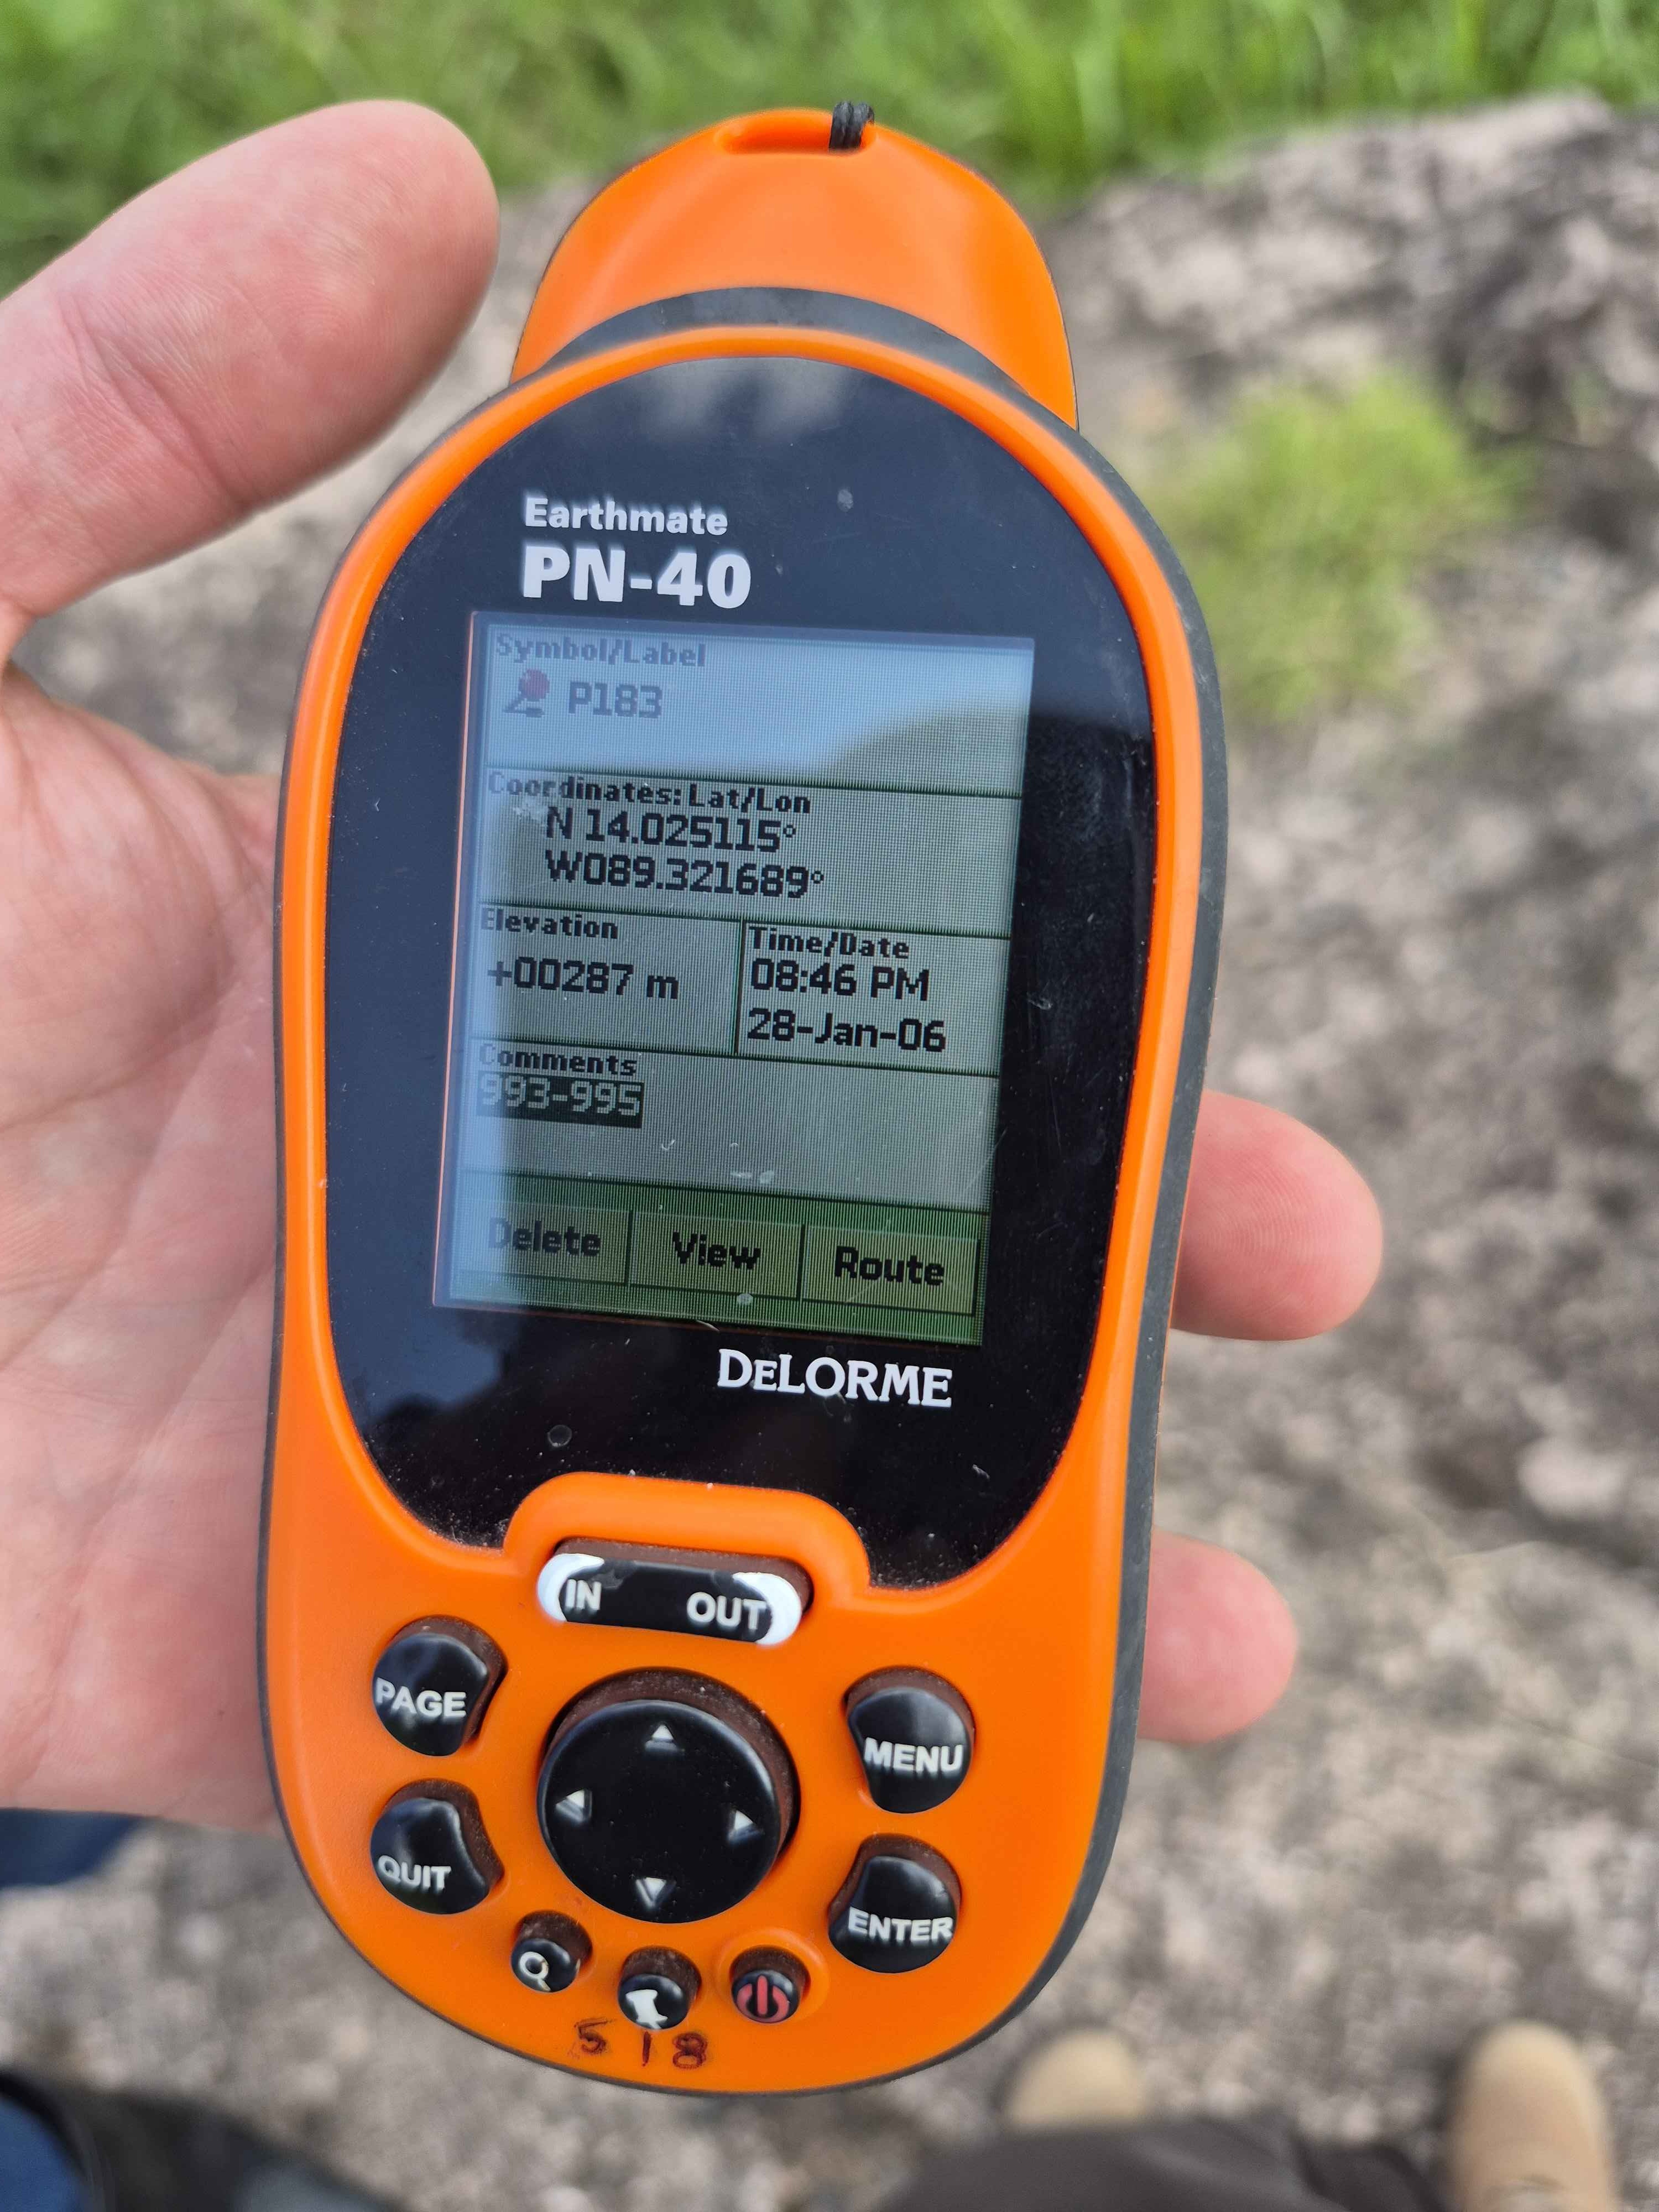 Earthmate
PN-40
Symbol/Label
P183
Coordinates: Lat/Lon
N 14.025115°
W089.321689°
Elevation
+00287 m
Time/Date
08:46 PM
28-Jan-06
Comments
993-995
Delete View Route
DELORME
IN OUT
PAGE
MENU
QUIT
ENTER
518